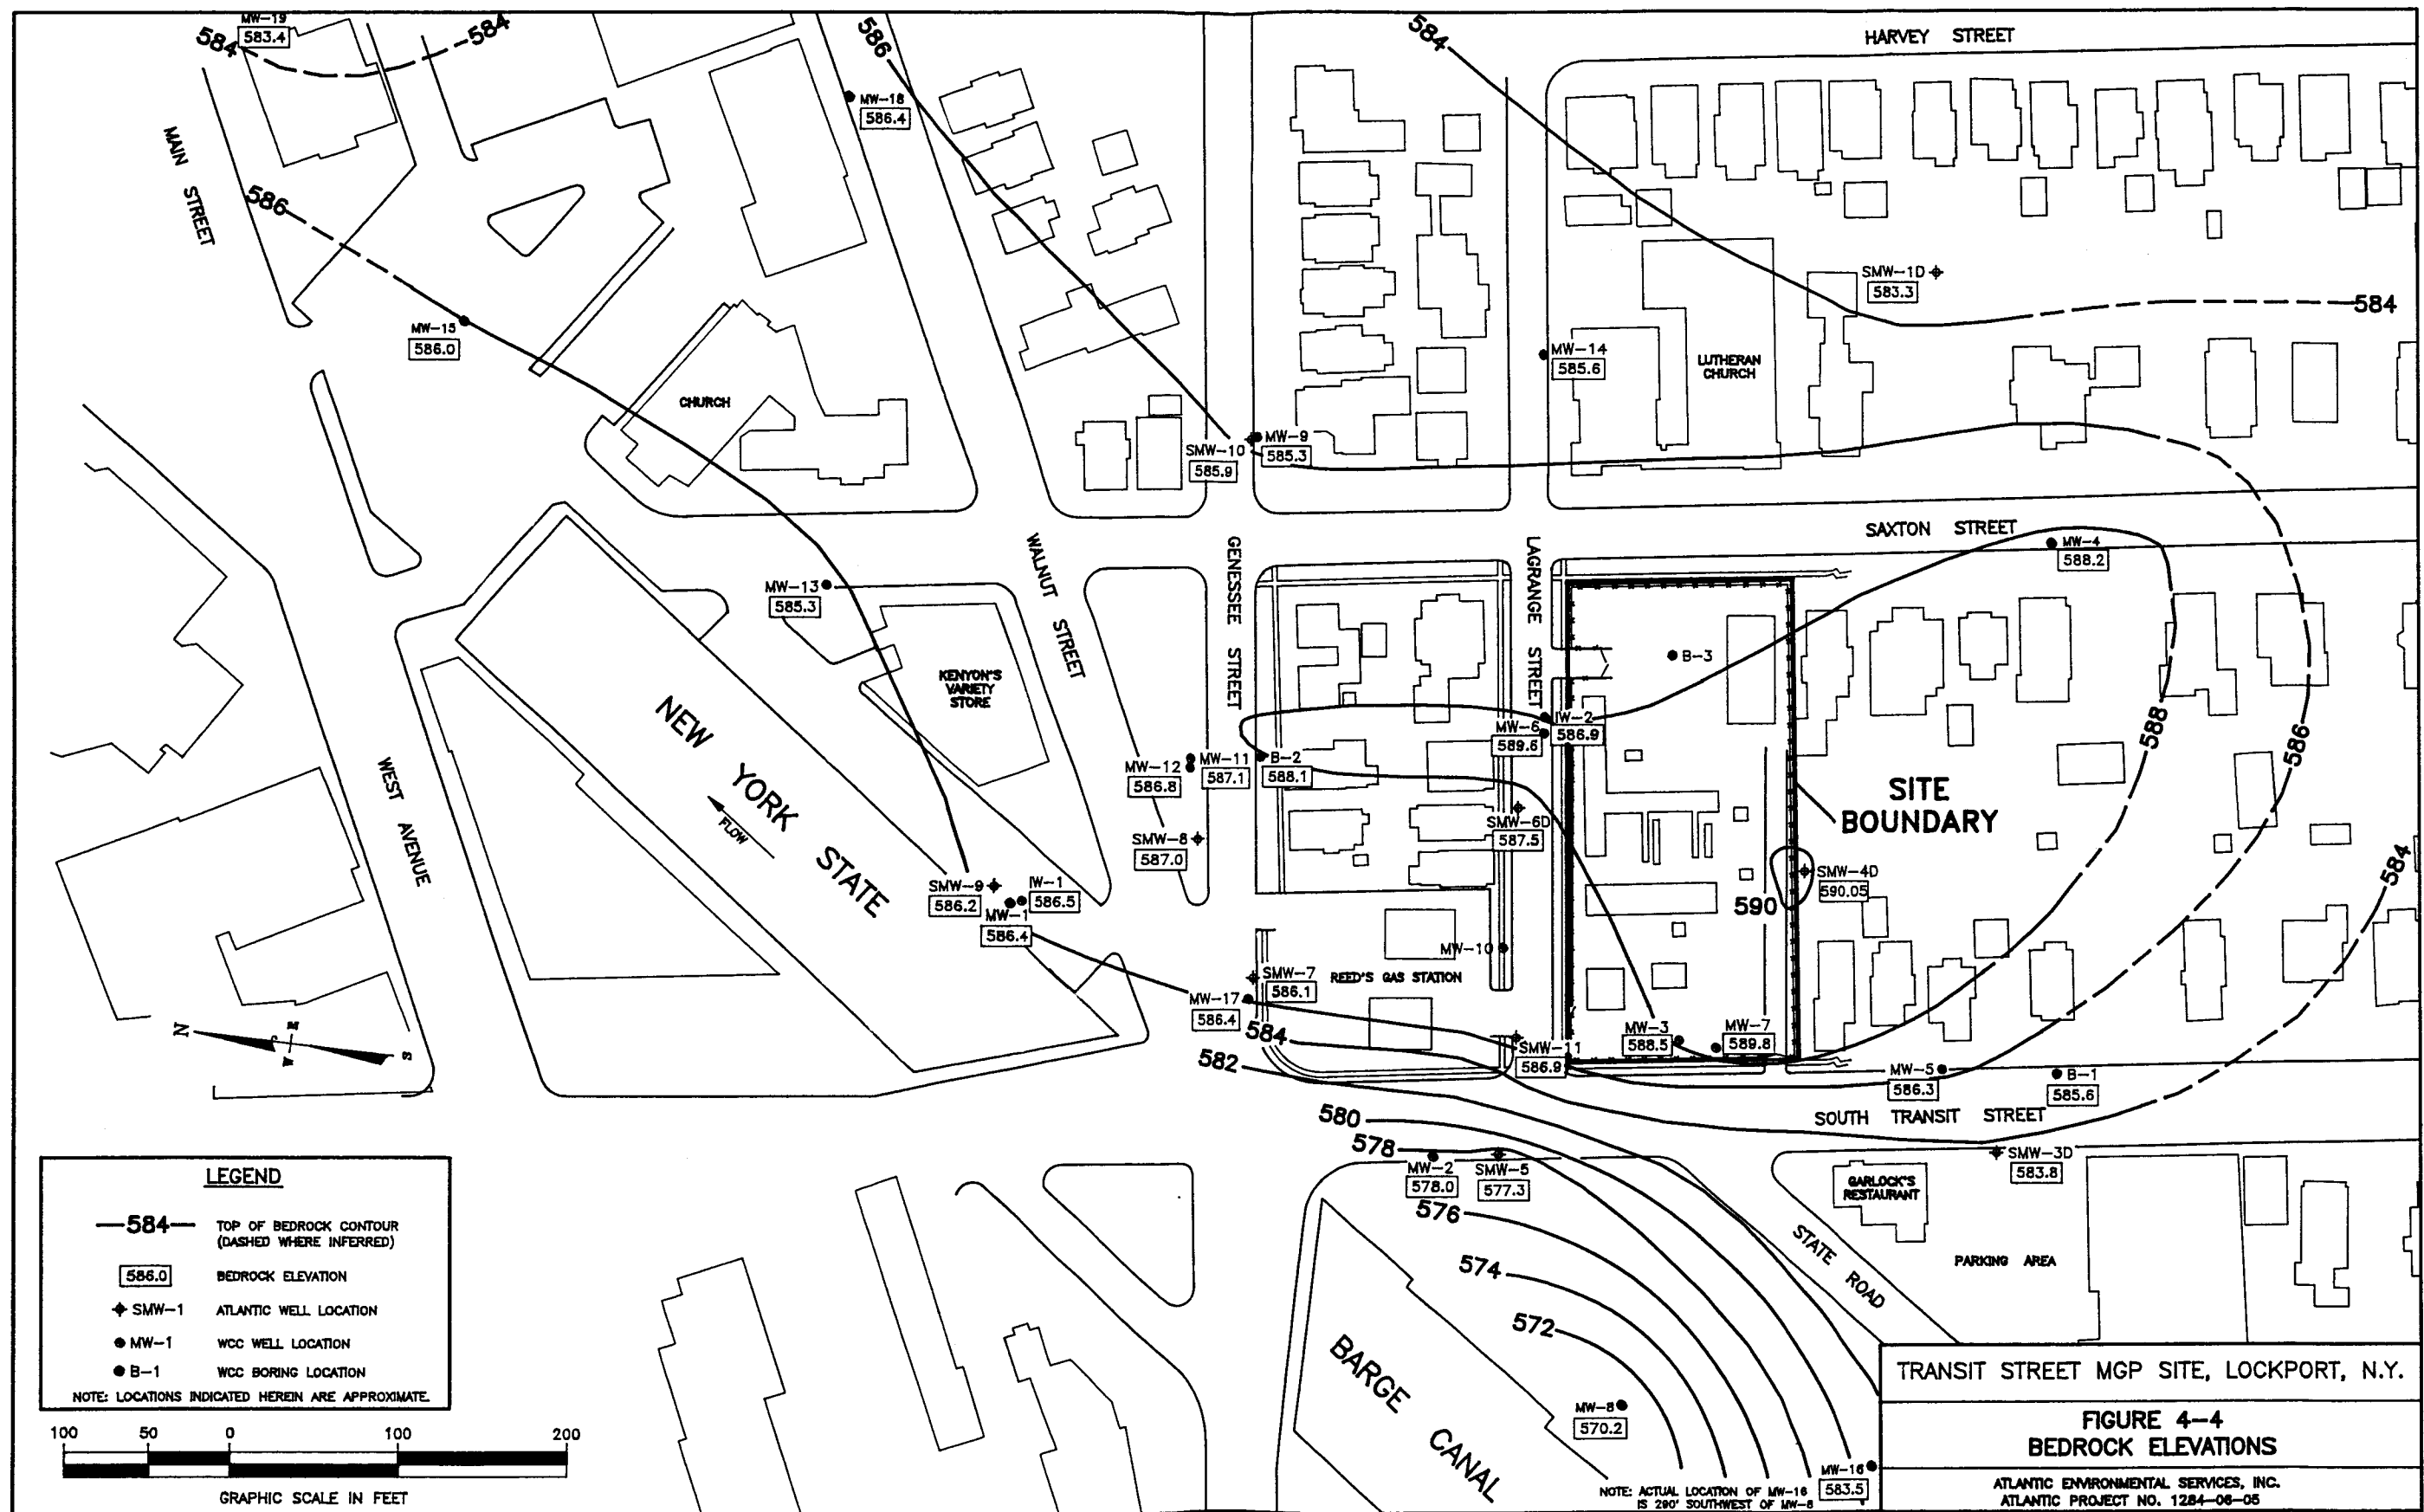 MW-19
583.4
584
584
586
584
HARVEY STREET
MW-18
586.4
MAIN STREET
586
SMW-1D
583.3
584
MW-15
586.0
MW-14
585.6
LUTHERAN
CHURCH
CHURCH
MW-9
585.3
SMW-10
585.9
SAXTON STREET
MW-4
588.2
WALNUT STREET
GENESSEE STREET
LAGRANGE STREET
MW-13
585.3
KENYON'S
VARIETY
STORE
B-3
NEW YORK STATE
FLOW
WEST AVENUE
IW-2
586.9
MW-6
589.6
MW-11
587.1
MW-12
586.8
B-2
588.1
588
586
SITE
BOUNDARY
SMW-6D
587.5
SMW-8
587.0
SMW-4D
590.05
590
584
SMW-9
586.2
IW-1
586.5
MW-1
586.4
MW-10
REED'S GAS STATION
SMW-7
586.1
MW-17
586.4
584
582
N
M
W
S
SMW-11
586.9
MW-3
588.5
MW-7
589.8
MW-5
586.3
B-1
585.6
SOUTH TRANSIT STREET
580
578
MW-2
578.0
SMW-5
577.3
SMW-3D
583.8
GARLOCK'S
RESTAURANT
576
574
572
STATE ROAD
PARKING AREA
BARGE CANAL
MW-8
570.2
MW-16
583.5
NOTE: ACTUAL LOCATION OF MW-16
IS 290' SOUTHWEST OF MW-8
LEGEND
584 TOP OF BEDROCK CONTOUR
(DASHED WHERE INFERRED)
586.0 BEDROCK ELEVATION
SMW-1 ATLANTIC WELL LOCATION
MW-1 WCC WELL LOCATION
B-1 WCC BORING LOCATION
NOTE: LOCATIONS INDICATED HEREIN ARE APPROXIMATE.
100 50 0 100 200
GRAPHIC SCALE IN FEET
TRANSIT STREET MGP SITE, LOCKPORT, N.Y.
FIGURE 4-4
BEDROCK ELEVATIONS
ATLANTIC ENVIRONMENTAL SERVICES, INC.
ATLANTIC PROJECT NO. 1284-06-05